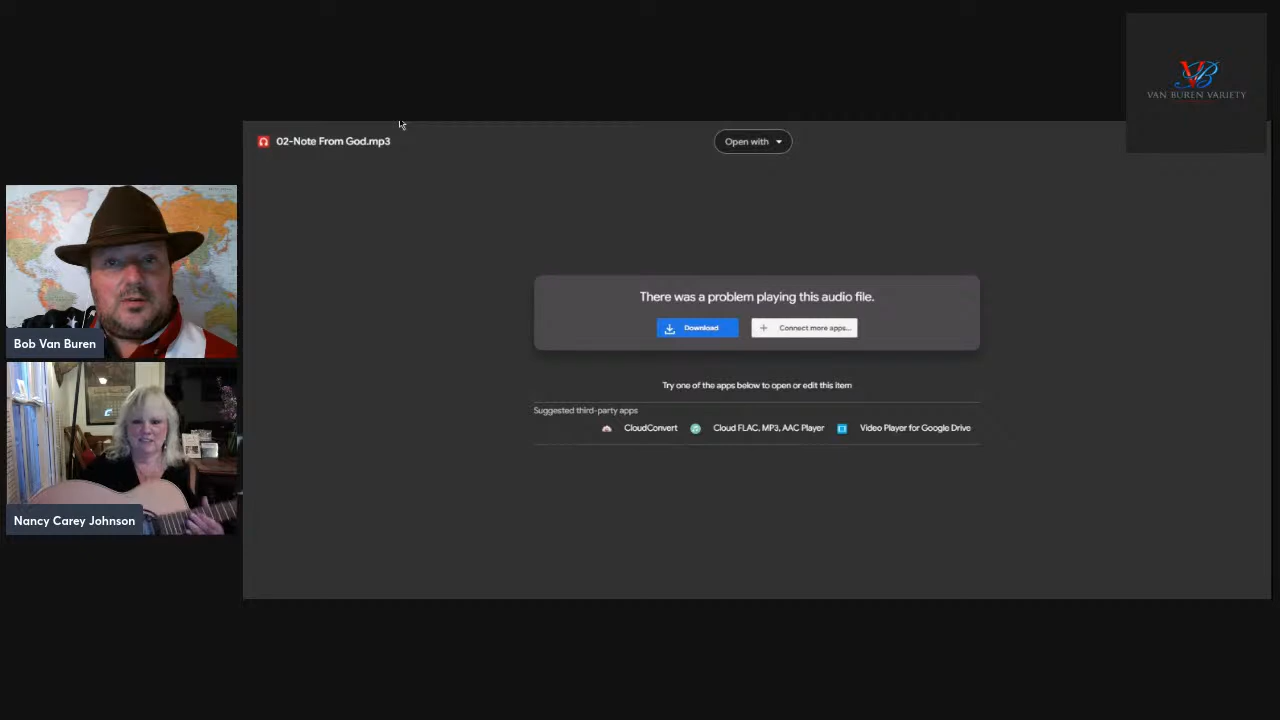 VB
VAN BUREN VARIETY
02-Note From God.mp3
Open with
There was a problem playing this audio file.
Download
Connect more apps...
Try one of the apps below to open or edit this item
Suggested third-party apps
CloudConvert
Cloud FLAC, MP3, AAC Player
Video Player for Google Drive
Bob Van Buren
Nancy Carey Johnson